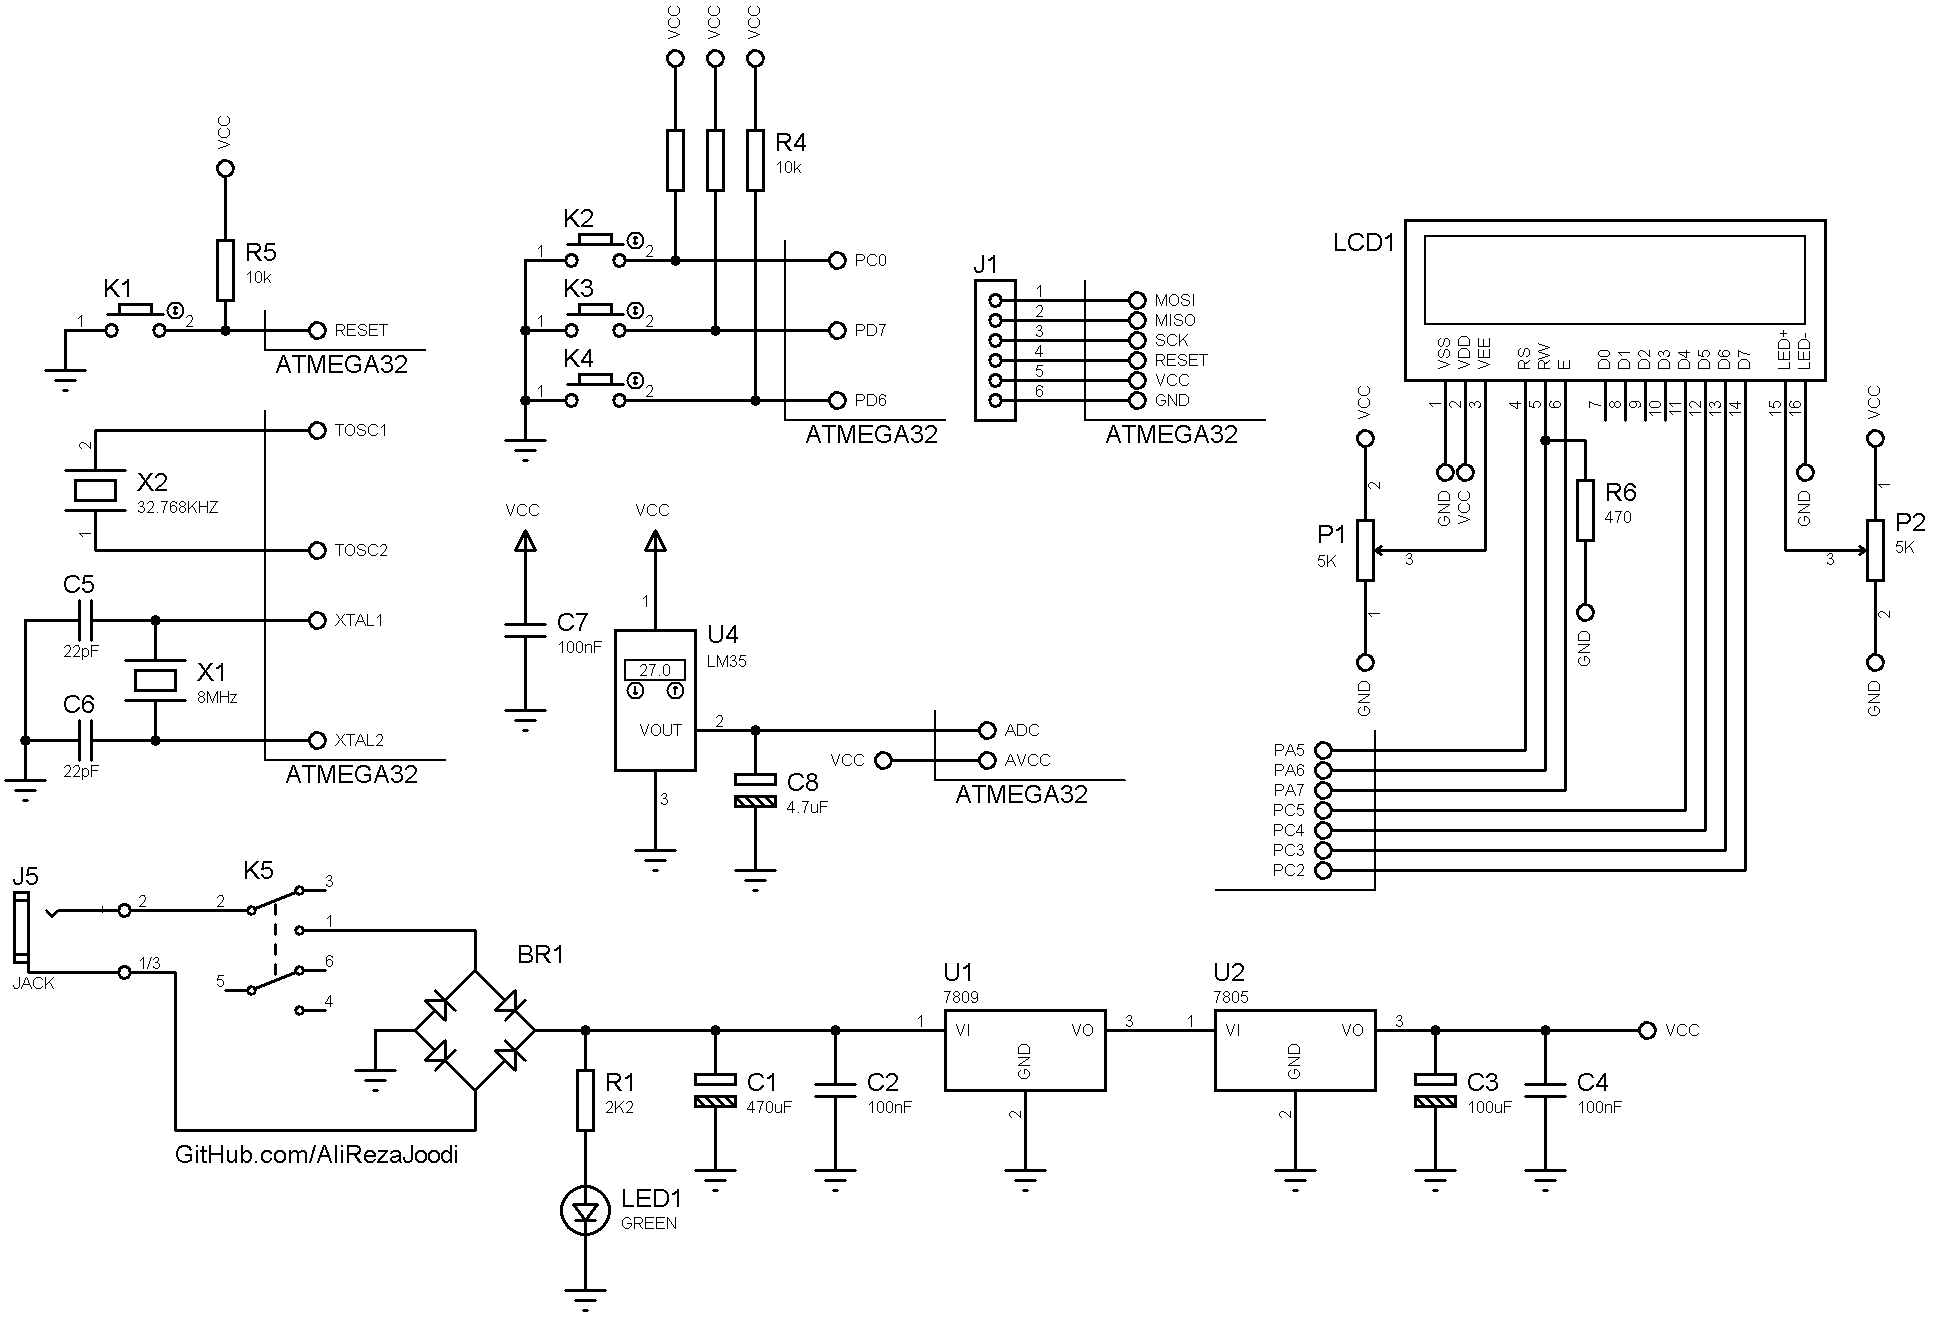 VCC
R5
10k
K1
1
2
RESET
ATMEGA32
VCC
VCC
VCC
R4
10k
K2
1
2
PC0
K3
1
2
PD7
K4
1
2
PD6
ATMEGA32
J1
1
MOSI
2
MISO
3
SCK
4
RESET
5
VCC
6
GND
ATMEGA32
LCD1
VSS
VDD
VEE
RS
RW
E
D0
D1
D2
D3
D4
D5
D6
D7
LED+
LED-
1
2
3
4
5
6
7
8
9
10
11
12
13
14
15
16
VCC
2
P1
5K
3
1
GND
GND
VCC
R6
470
GND
GND
VCC
1
P2
5K
3
2
GND
PA5
PA6
PA7
PC5
PC4
PC3
PC2
2
TOSC1
X2
32.768KHZ
1
TOSC2
C5
22pF
XTAL1
X1
8MHz
C6
22pF
XTAL2
ATMEGA32
VCC
C7
100nF
VCC
1
U4
LM35
27.0
VOUT
2
3
ADC
VCC
AVCC
C8
4.7uF
ATMEGA32
J5
JACK
2
1/3
K5
2
3
1
5
6
4
BR1
GitHub.com/AliRezaJoodi
R1
2K2
LED1
GREEN
C1
470uF
C2
100nF
U1
7809
1
VI
VO
3
GND
2
U2
7805
1
VI
VO
3
GND
2
C3
100uF
C4
100nF
VCC